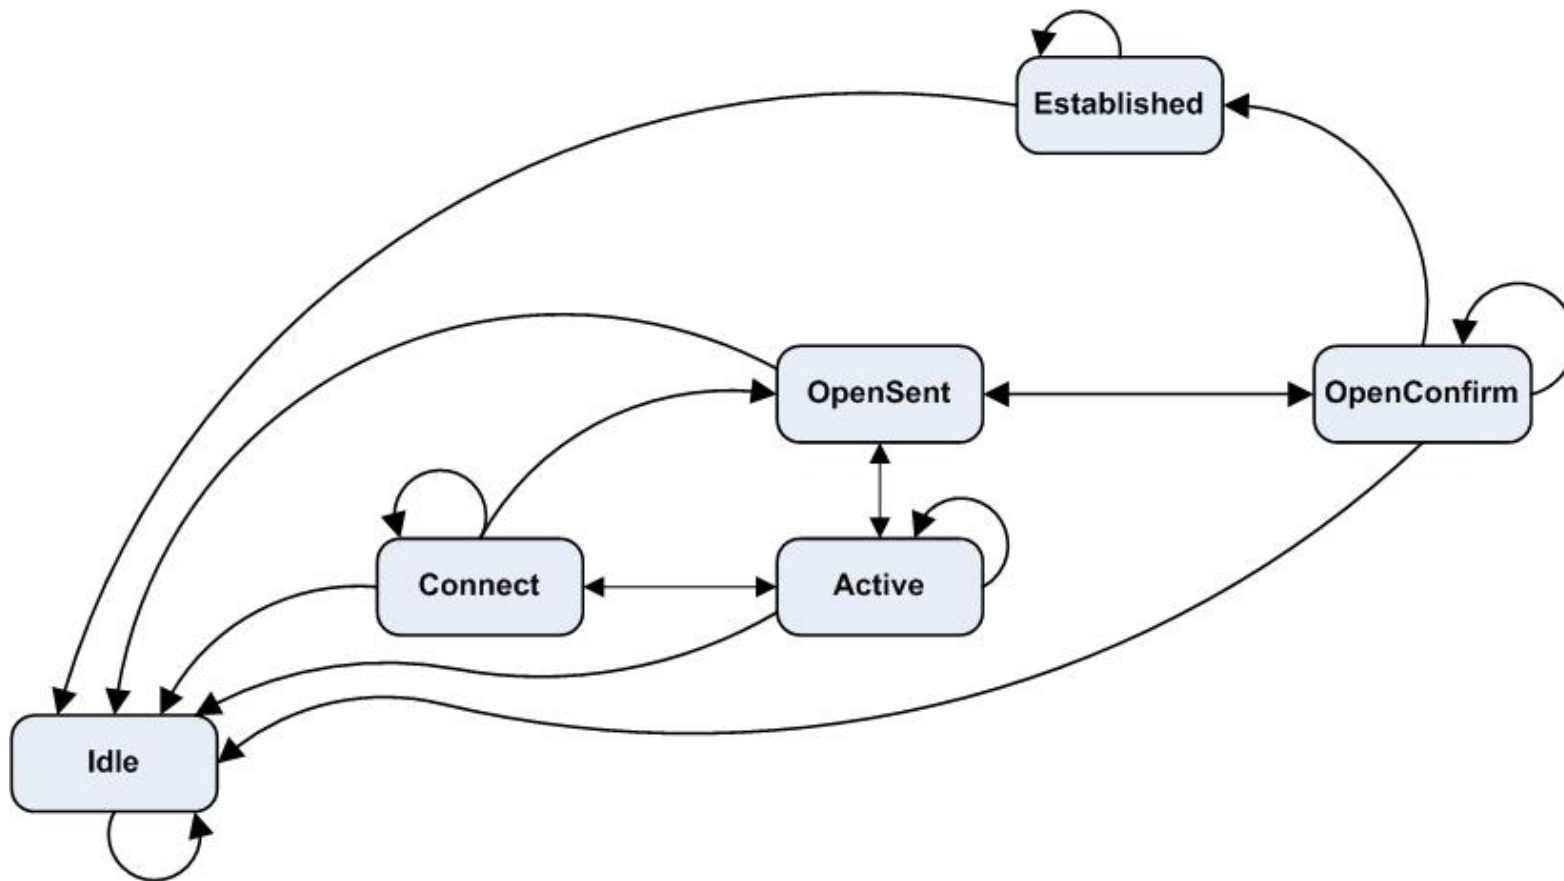 Established
OpenSent
OpenConfirm
Connect
Active
Idle